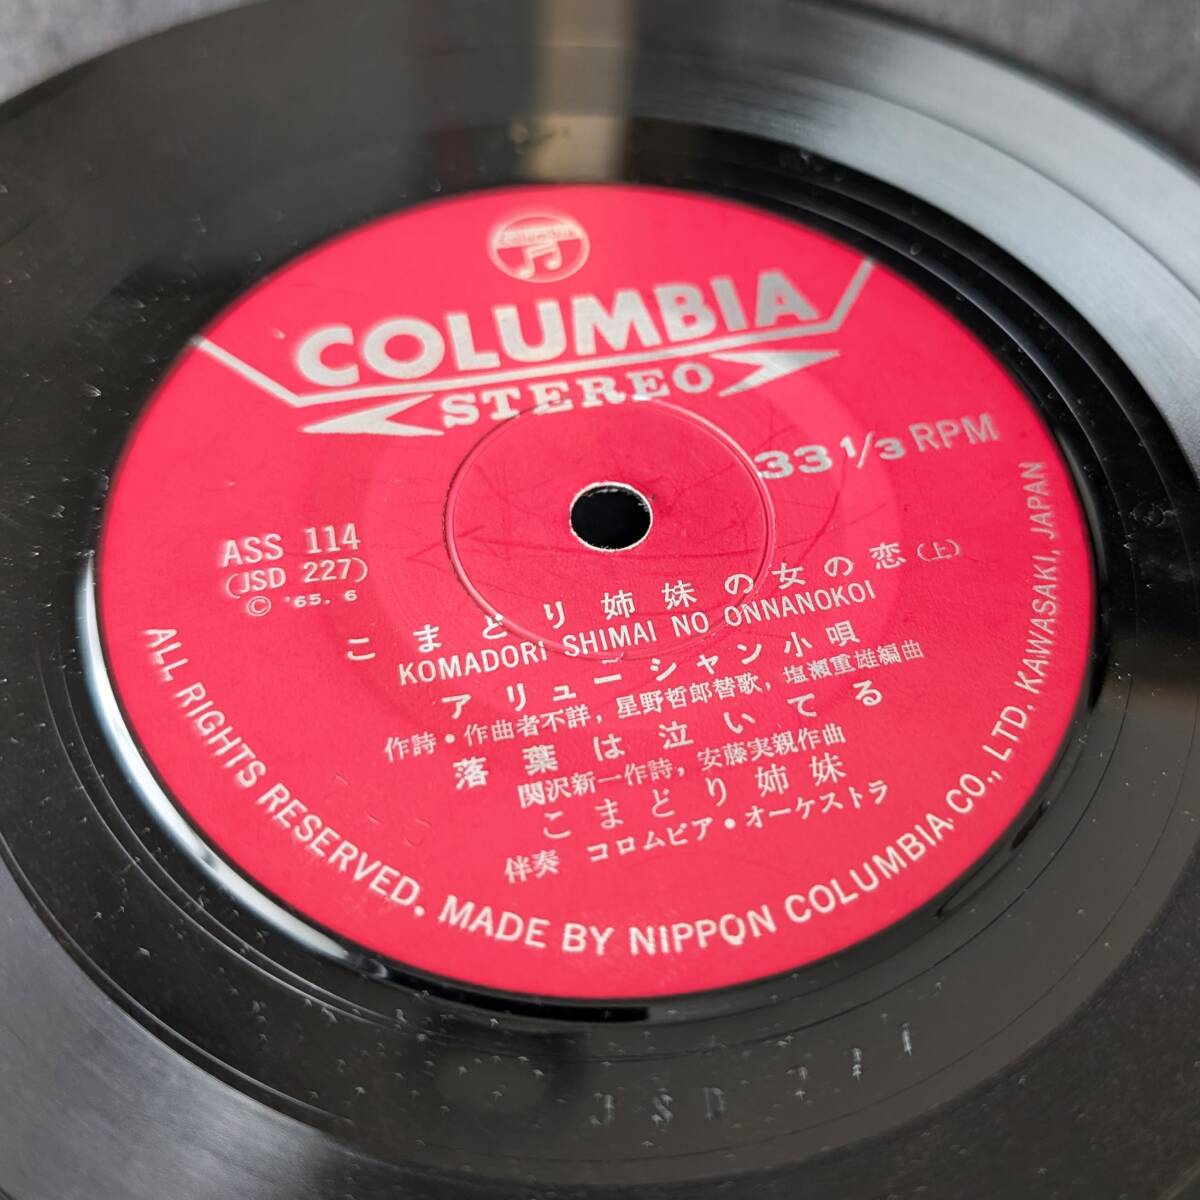 Columbia
COLUMBIA
STEREO
33 1/3 RPM
ASS 114
(JSD 227)
© '65. 6
こまどり姉妹の女の恋(上)
KOMADORI SHIMAI NO ONNANOKOI
アリューシャン小唄
作詩・作曲者不詳,星野哲郎替歌,塩瀬重雄編曲
落葉は泣いてる
関沢新一作詩,安藤実親作曲
こまどり姉妹
伴奏 コロムビア・オーケストラ
ALL RIGHTS RESERVED. MADE BY NIPPON COLUMBIA CO., LTD. KAWASAKI, JAPAN
JSD